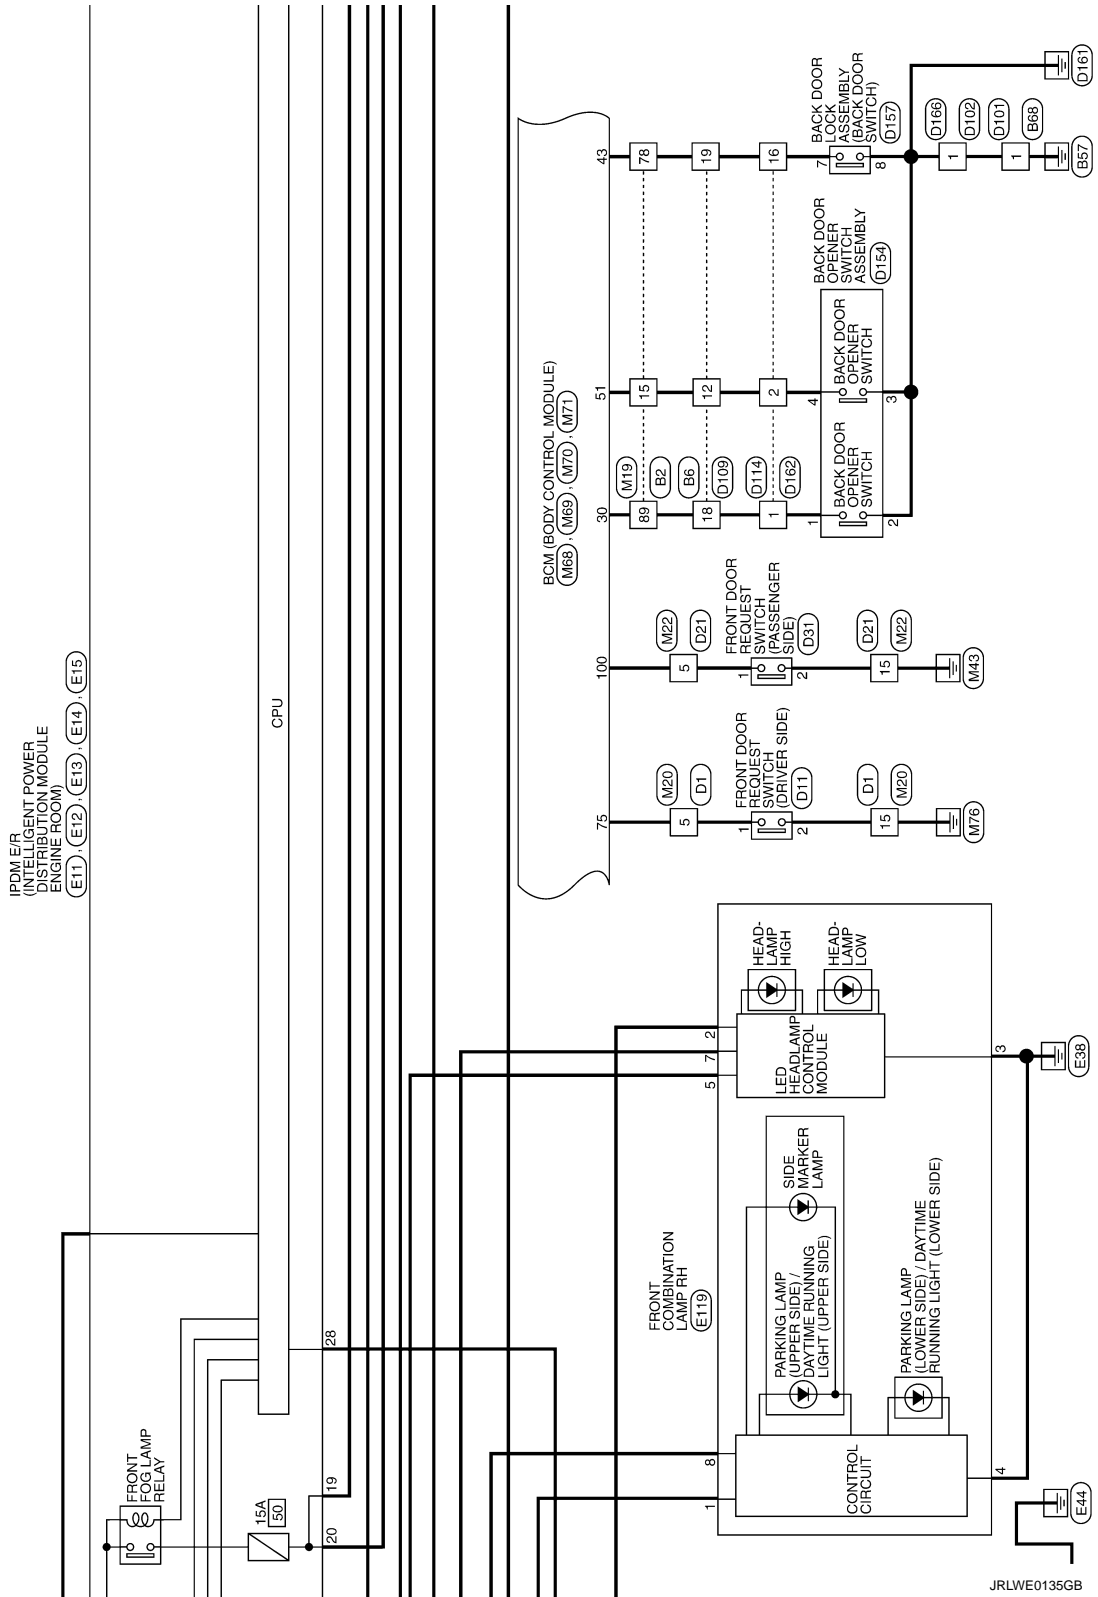 IPDM E/R
(INTELLIGENT POWER
DISTRIBUTION MODULE
ENGINE ROOM)
E11 , E12 , E13 , E14 , E15
CPU
FRONT
FOG LAMP
RELAY
15A
50
19
20
28
BCM (BODY CONTROL MODULE)
M68 , M69 , M70 , M71
75
100
30
51
43
M20
D1
5
FRONT DOOR
REQUEST
SWITCH
(DRIVER SIDE)
D11
1
2
D1
M20
15
M76
M22
D21
5
FRONT DOOR
REQUEST
SWITCH
(PASSENGER
SIDE)
D31
1
2
D21
M22
15
M43
M19
B2
B6
D109
D114
D162
89
18
1
15
12
2
78
19
16
BACK DOOR
OPENER
SWITCH
ASSEMBLY
D154
1
BACK DOOR
OPENER
SWITCH
2
4
BACK DOOR
OPENER
SWITCH
3
BACK DOOR
LOCK
ASSEMBLY
(BACK DOOR
SWITCH)
D157
7
8
D166
D102
1
D101
B68
1
B57
D161
FRONT
COMBINATION
LAMP RH
E119
1
8
5
7
2
CONTROL
CIRCUIT
PARKING LAMP
(UPPER SIDE) /
DAYTIME RUNNING
LIGHT (UPPER SIDE)
SIDE
MARKER
LAMP
PARKING LAMP
(LOWER SIDE) / DAYTIME
RUNNING LIGHT (LOWER SIDE)
LED
HEADLAMP
CONTROL
MODULE
HEAD-
LAMP
HIGH
HEAD-
LAMP
LOW
4
3
E44
E38
JRLWE0135GB